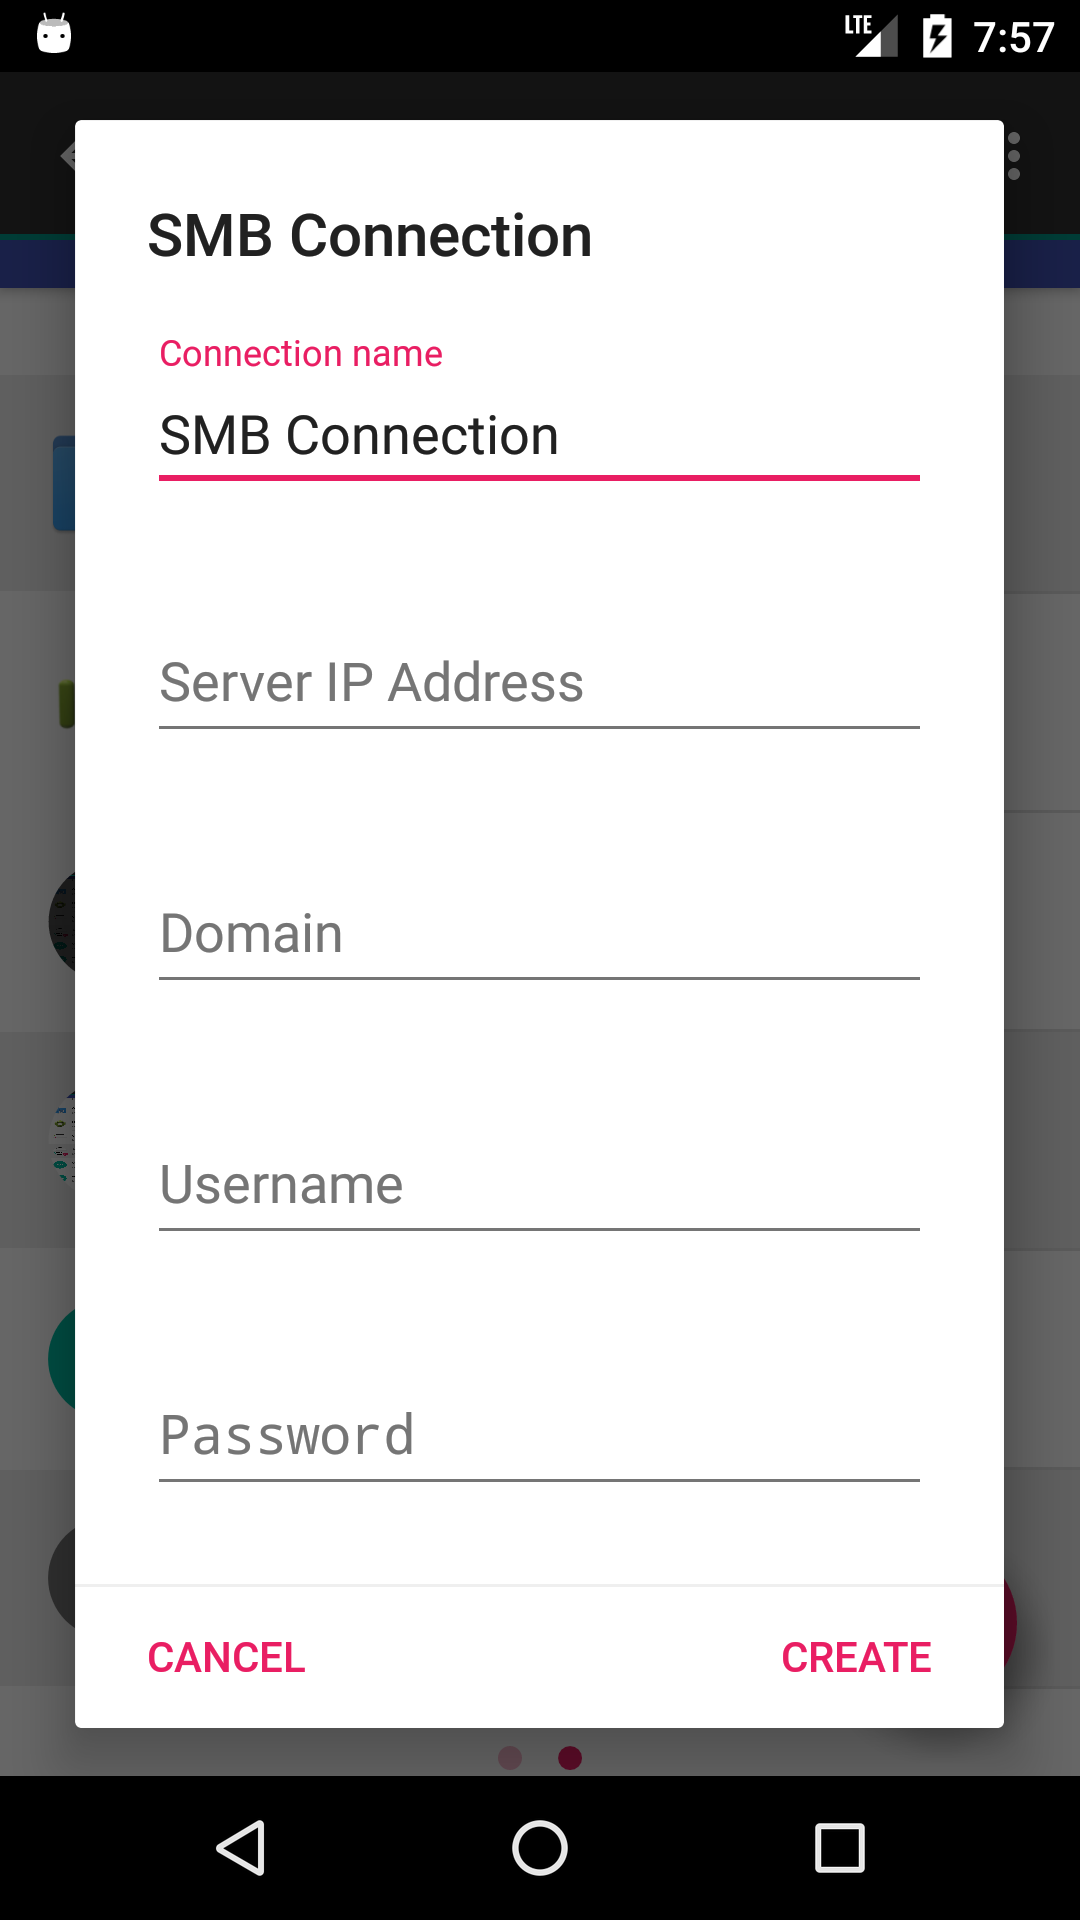 LTE 7:57
SMB Connection
Connection name
SMB Connection
Server IP Address
Domain
Username
Password
CANCEL CREATE